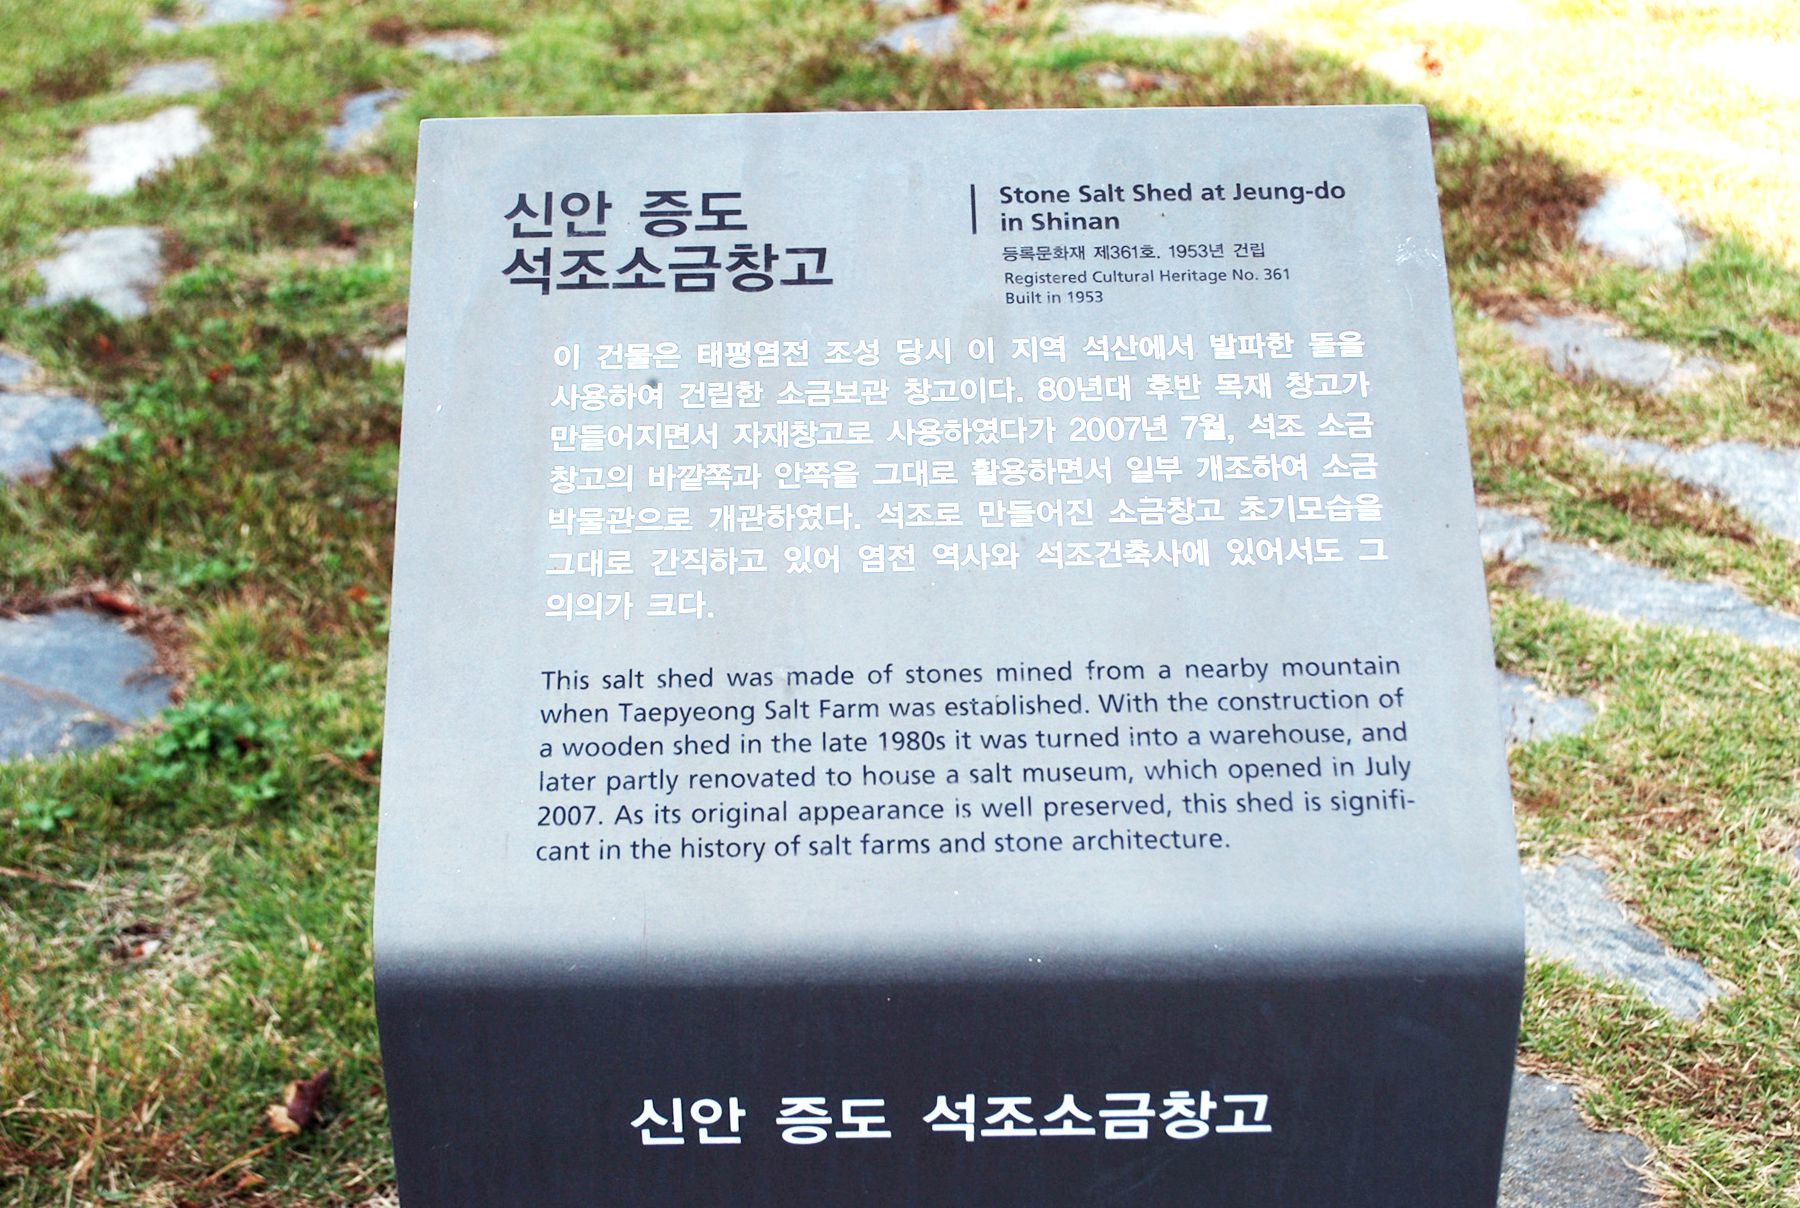 신안 증도
석조소금창고
Stone Salt Shed at Jeung-do
in Shinan
등록문화재 제361호. 1953년 건립
Registered Cultural Heritage No. 361
Built in 1953
이 건물은 태평염전 조성 당시 이 지역 석산에서 발파한 돌을
사용하여 건립한 소금보관 창고이다. 80년대 후반 목재 창고가
만들어지면서 자재창고로 사용하였다가 2007년 7월, 석조 소금
창고의 바깥쪽과 안쪽을 그대로 활용하면서 일부 개조하여 소금
박물관으로 개관하였다. 석조로 만들어진 소금창고 초기모습을
그대로 간직하고 있어 염전 역사와 석조건축사에 있어서도 그
의의가 크다.
This salt shed was made of stones mined from a nearby mountain
when Taepyeong Salt Farm was established. With the construction of
a wooden shed in the late 1980s it was turned into a warehouse, and
later partly renovated to house a salt museum, which opened in July
2007. As its original appearance is well preserved, this shed is signifi-
cant in the history of salt farms and stone architecture.
신안 증도 석조소금창고